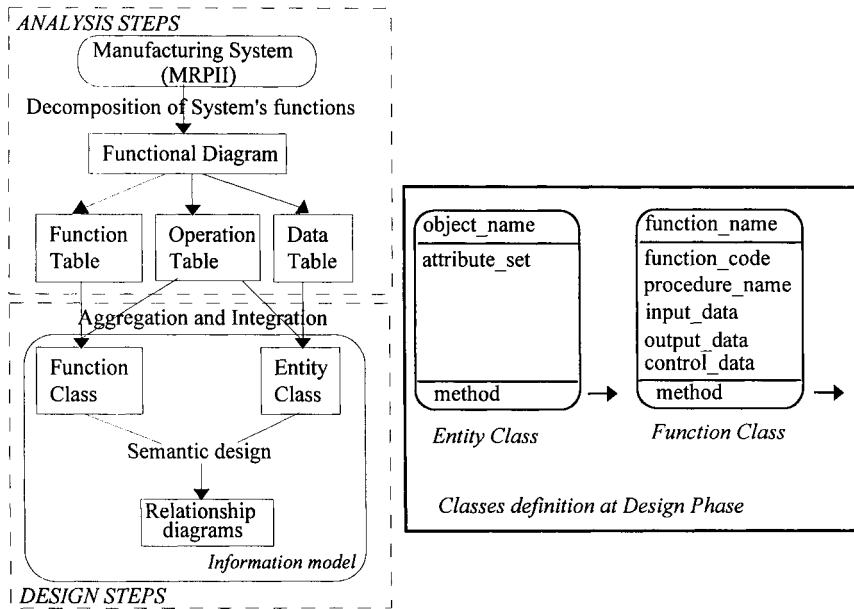 ANALYSIS STEPS
Manufacturing System
(MRPII)
Decomposition of System's functions
Functional Diagram
Function
Table
Operation
Table
Data
Table
Aggregation and Integration
Function
Class
Entity
Class
Semantic design
Relationship
diagrams
Information model
DESIGN STEPS
object_name
attribute_set
method
Entity Class
function_name
function_code
procedure_name
input_data
output_data
control_data
method
Function Class
Classes definition at Design Phase